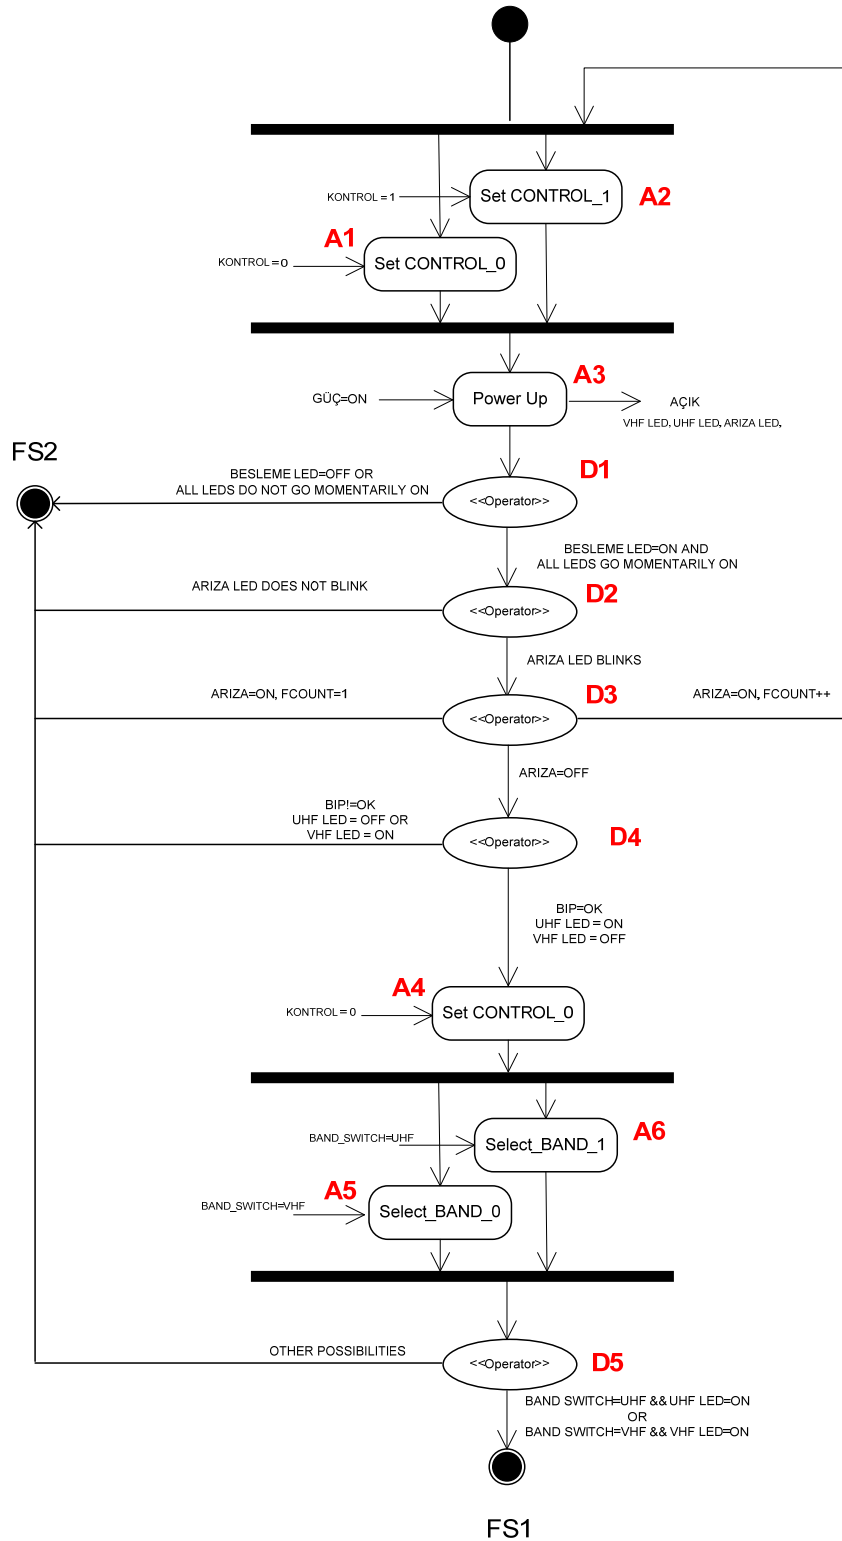 Set CONTROL_1
A2
KONTROL = 1
A1
Set CONTROL_0
KONTROL = 0
A3
Power Up
GÜÇ=ON
AÇIK
VHF LED, UHF LED, ARIZA LED,
FS2
D1
BESLEME LED=OFF OR
ALL LEDS DO NOT GO MOMENTARILY ON
<<Operator>>
BESLEME LED=ON AND
ALL LEDS GO MOMENTARILY ON
ARIZA LED DOES NOT BLINK
D2
<<Operator>>
ARIZA LED BLINKS
ARIZA=ON, FCOUNT=1
D3
ARIZA=ON, FCOUNT++
<<Operator>>
ARIZA=OFF
BIP!=OK
UHF LED = OFF OR
VHF LED = ON
D4
<<Operator>>
BIP=OK
UHF LED = ON
VHF LED = OFF
A4
KONTROL = 0
Set CONTROL_0
A6
BAND_SWITCH=UHF
Select_BAND_1
A5
BAND_SWITCH=VHF
Select_BAND_0
OTHER POSSIBILITIES
<<Operator>>
D5
BAND SWITCH=UHF && UHF LED=ON
OR
BAND SWITCH=VHF && VHF LED=ON
FS1